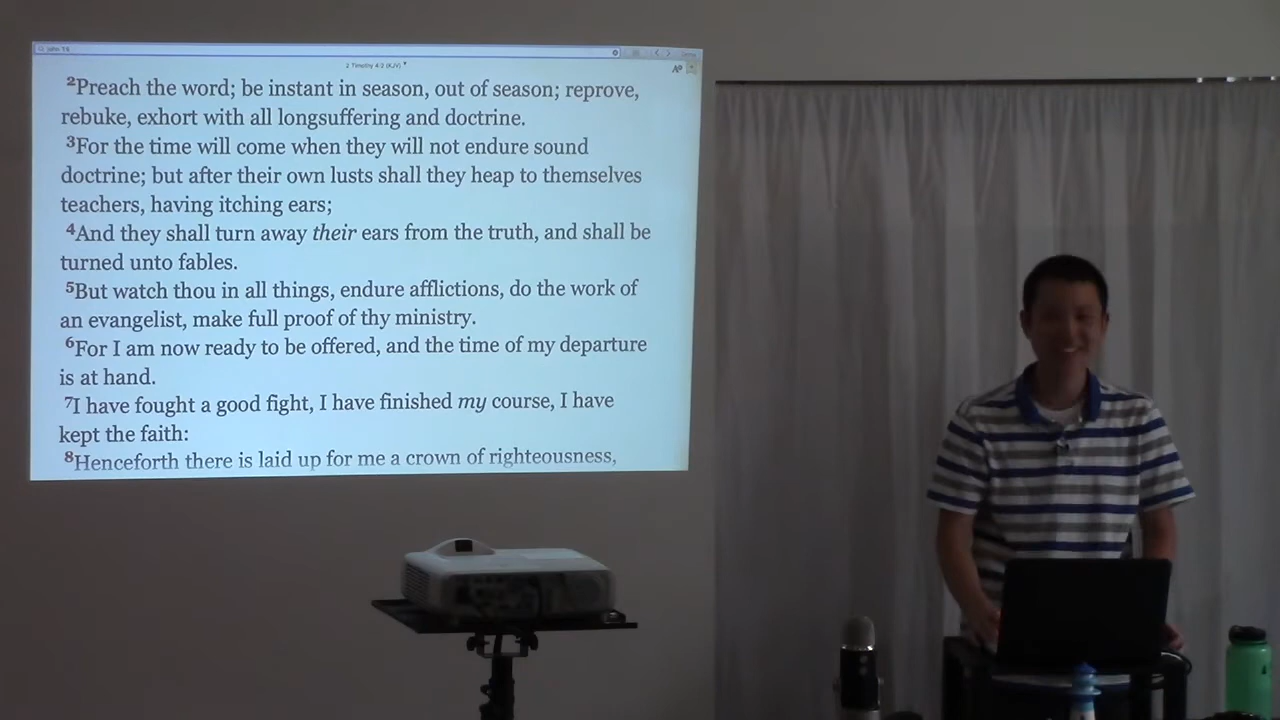 2 Timothy 4:2 (KJV)
2Preach the word; be instant in season, out of season; reprove,
rebuke, exhort with all longsuffering and doctrine.
3For the time will come when they will not endure sound
doctrine; but after their own lusts shall they heap to themselves
teachers, having itching ears;
4And they shall turn away their ears from the truth, and shall be
turned unto fables.
5But watch thou in all things, endure afflictions, do the work of
an evangelist, make full proof of thy ministry.
6For I am now ready to be offered, and the time of my departure
is at hand.
7I have fought a good fight, I have finished my course, I have
kept the faith:
8Henceforth there is laid up for me a crown of righteousness,